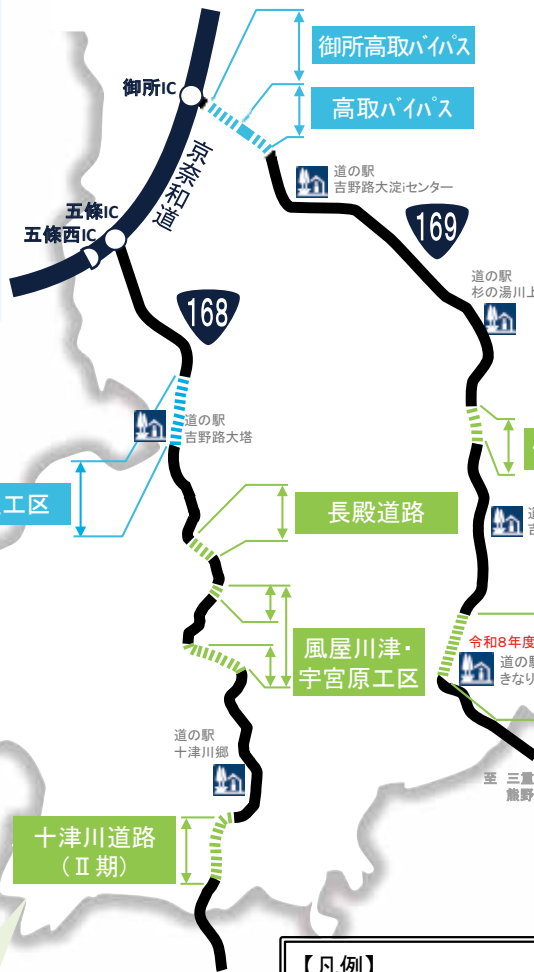 御所高取バイパス
御所IC
高取バイパス
京奈和道
道の駅
吉野路大淀iセンター
五條IC
五條西IC
169
道の駅
杉の湯川上
168
道の駅
吉野路大塔
工区
長殿道路
道
吉
風屋川津・
宇宮原工区
令和8年度
道の駅
きなり
道の駅
十津川郷
至 三重
熊野
十津川道路
(Ⅱ期)
【凡例】